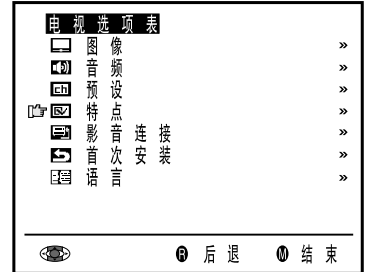 电视选项表
图像 »
音频 »
ch 预设 »
特点 »
影音连接 »
首次安装 »
语言 »
R 后退 M 结束